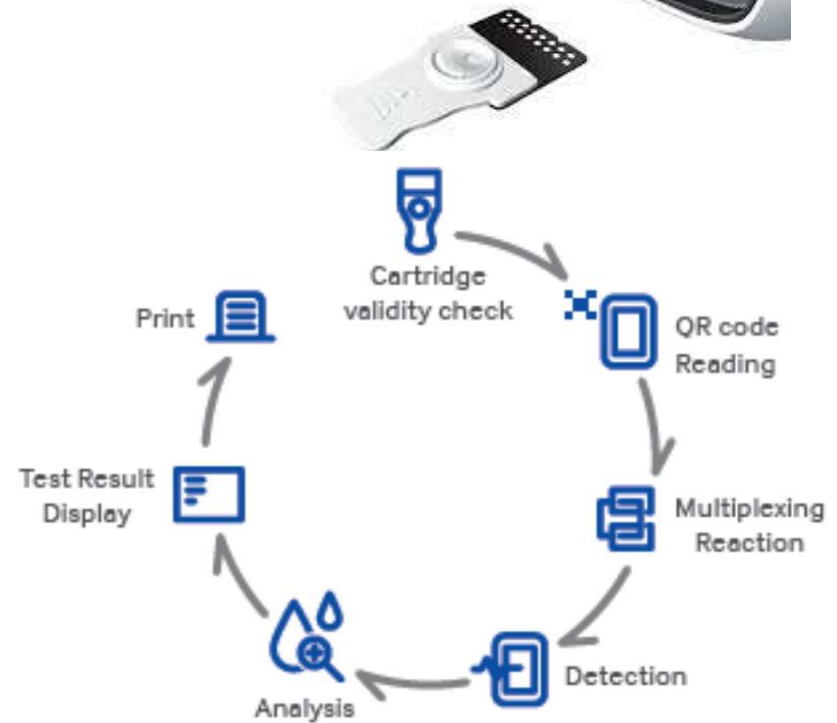 Cartridge
validity check
QR code
Reading
Multiplexing
Reaction
Detection
Analysis
Test Result
Display
Print